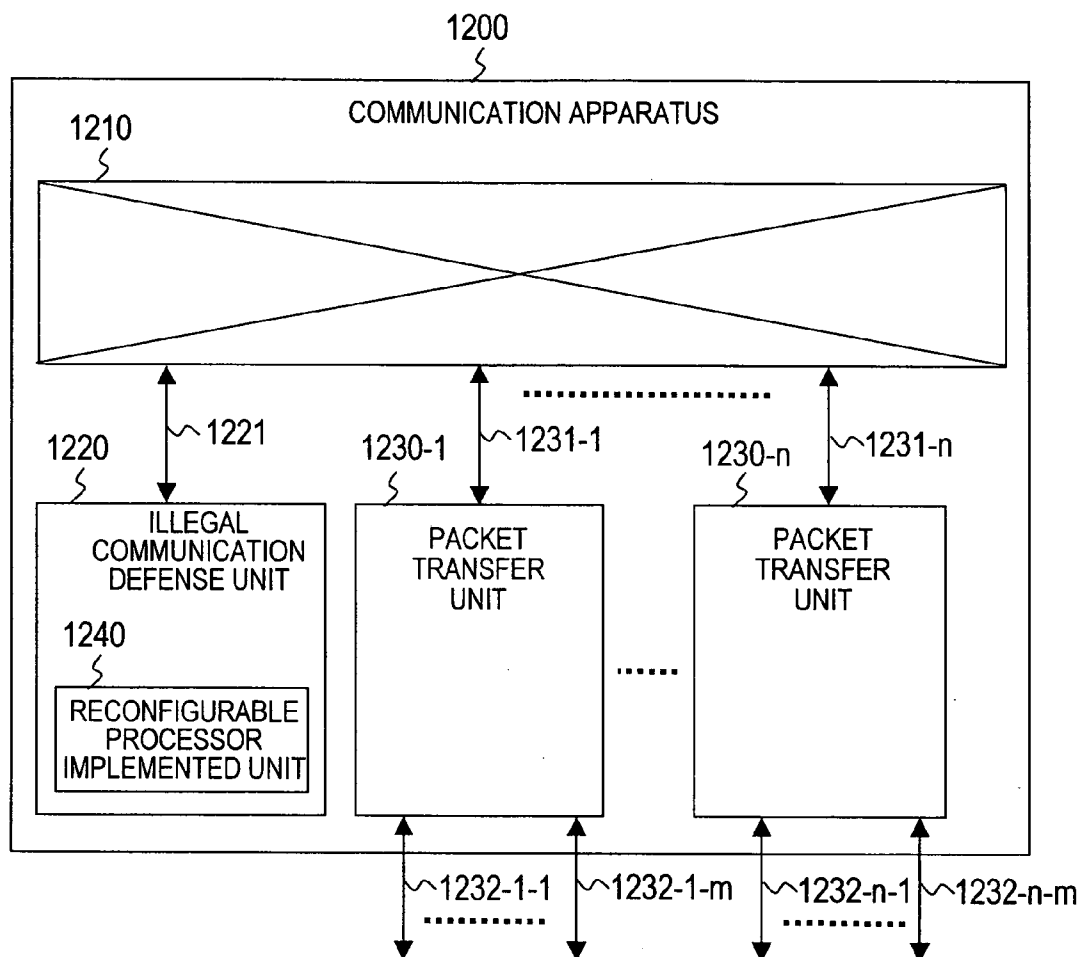 1200
COMMUNICATION APPARATUS
1210
1221
1231-1
1231-n
1220
1230-1
1230-n
ILLEGAL
COMMUNICATION
DEFENSE UNIT
PACKET
TRANSFER
UNIT
PACKET
TRANSFER
UNIT
1240
RECONFIGURABLE
PROCESSOR
IMPLEMENTED UNIT
1232-1-1
1232-1-m
1232-n-1
1232-n-m